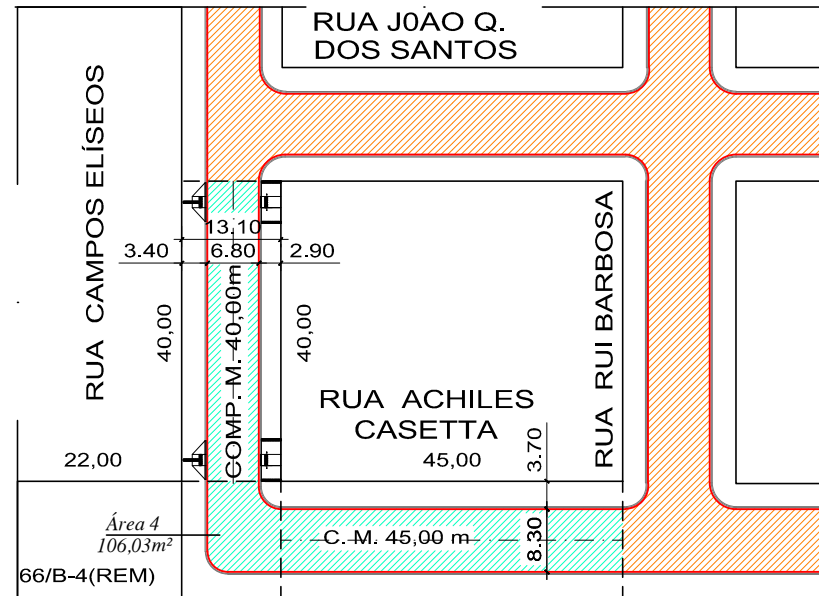 RUA J0AO Q.
DOS SANTOS
RUA CAMPOS ELÍSEOS
13.10
3.40
6.80
2.90
40,00
COMP. M. 40,00m
40,00
RUA RUI BARBOSA
RUA ACHILES
CASETTA
22,00
45,00
3.70
Área 4
106,03m²
C. M. 45,00 m
8.30
66/B-4(REM)